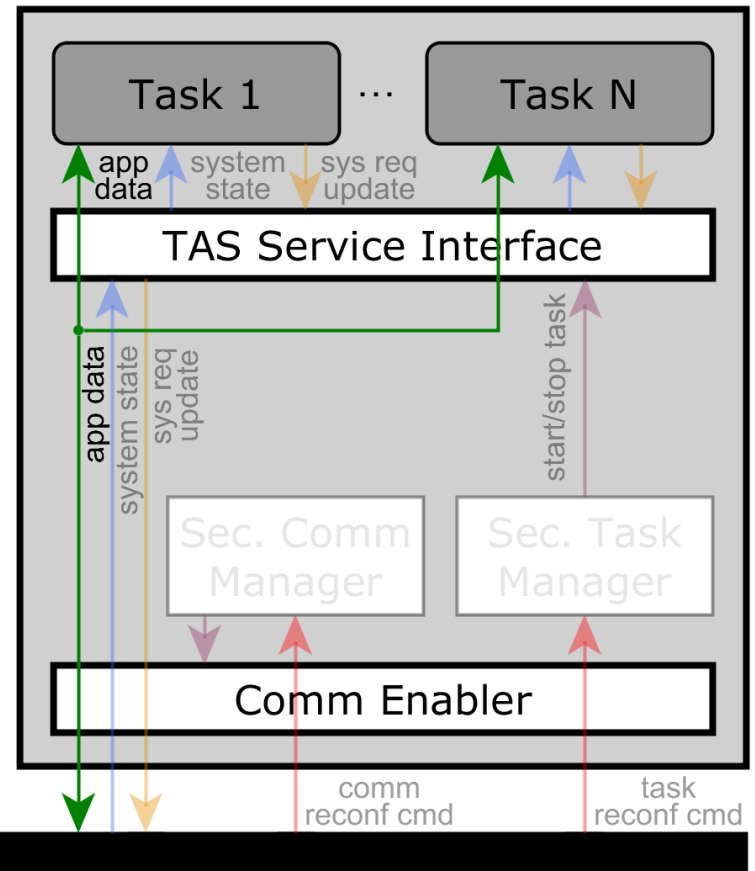 Task 1
...
Task N
app
data
system
state
sys req
update
TAS Service Interface
app data
system state
sys req
update
start/stop task
Sec. Comm
Manager
Sec. Task
Manager
Comm Enabler
comm
reconf cmd
task
reconf cmd